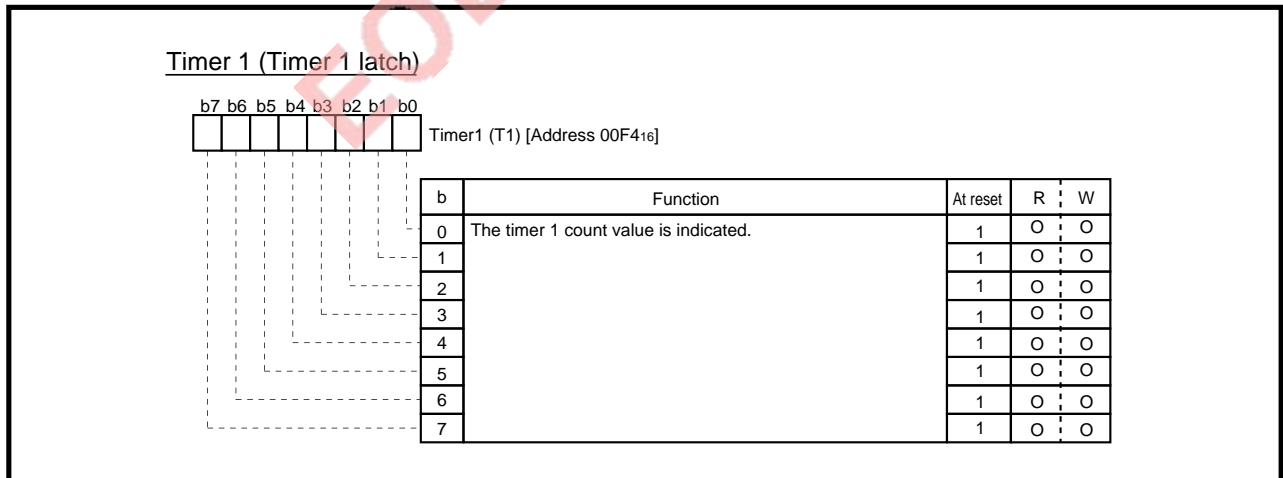 EOL
Timer 1 (Timer 1 latch)
b7 b6 b5 b4 b3 b2 b1 b0
Timer1 (T1) [Address 00F4₁₆]
b Function At reset R W
0 The timer 1 count value is indicated. 1 O O
1 1 O O
2 1 O O
3 1 O O
4 1 O O
5 1 O O
6 1 O O
7 1 O O